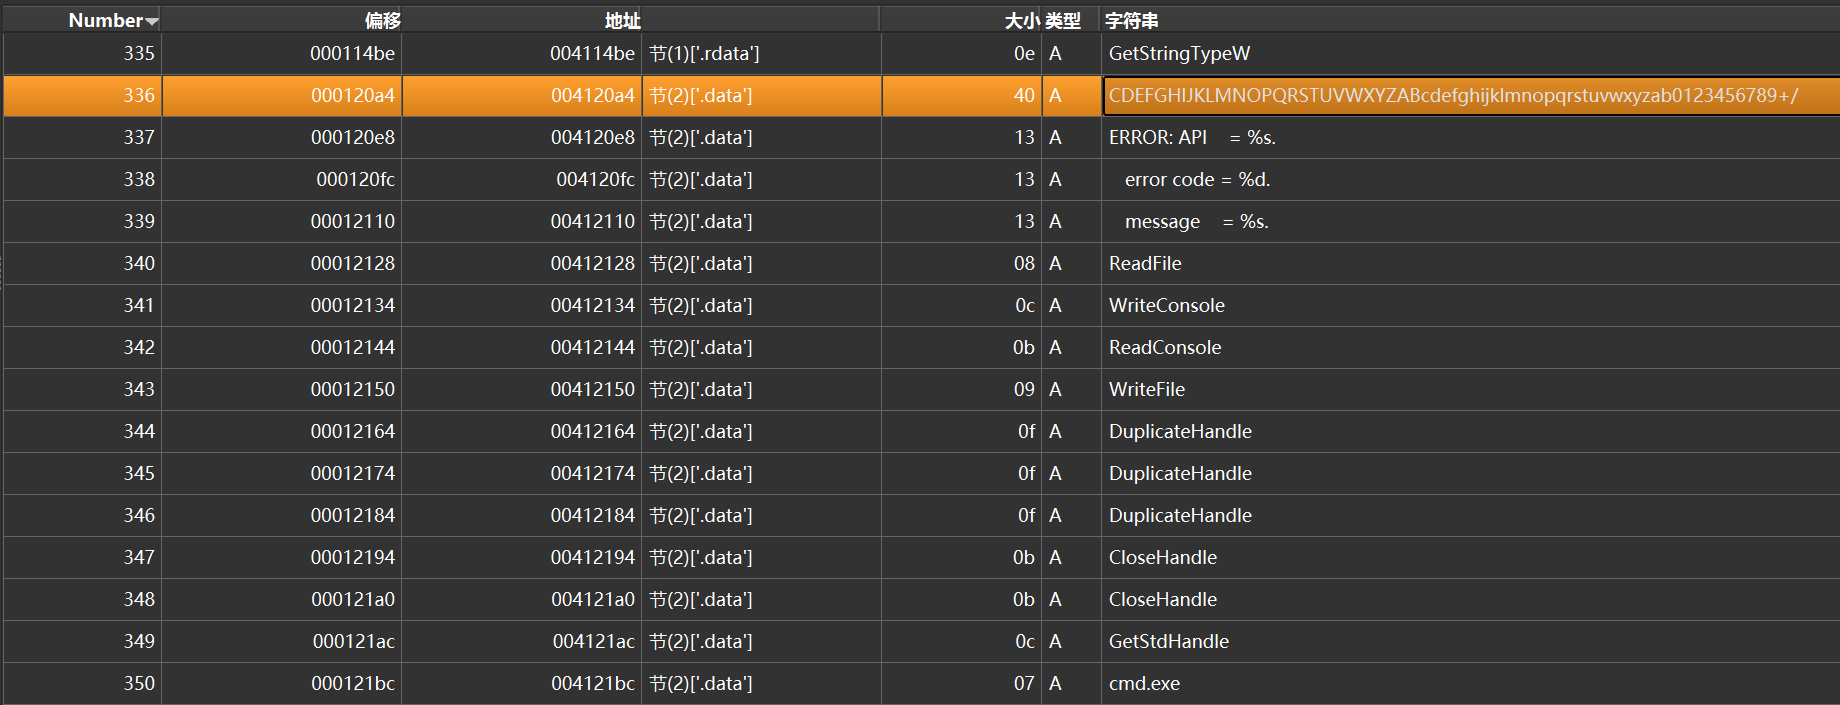 Number 偏移 地址 大小 类型 字符串
335 000114be 004114be 节(1)['.rdata'] 0e A GetStringTypeW
336 000120a4 004120a4 节(2)['.data'] 40 A CDEFGHIJKLMNOPQRSTUVWXYZABcdefghijklmnopqrstuvwxyzab0123456789+/
337 000120e8 004120e8 节(2)['.data'] 13 A ERROR: API    = %s.
338 000120fc 004120fc 节(2)['.data'] 13 A error code = %d.
339 00012110 00412110 节(2)['.data'] 13 A message    = %s.
340 00012128 00412128 节(2)['.data'] 08 A ReadFile
341 00012134 00412134 节(2)['.data'] 0c A WriteConsole
342 00012144 00412144 节(2)['.data'] 0b A ReadConsole
343 00012150 00412150 节(2)['.data'] 09 A WriteFile
344 00012164 00412164 节(2)['.data'] 0f A DuplicateHandle
345 00012174 00412174 节(2)['.data'] 0f A DuplicateHandle
346 00012184 00412184 节(2)['.data'] 0f A DuplicateHandle
347 00012194 00412194 节(2)['.data'] 0b A CloseHandle
348 000121a0 004121a0 节(2)['.data'] 0b A CloseHandle
349 000121ac 004121ac 节(2)['.data'] 0c A GetStdHandle
350 000121bc 004121bc 节(2)['.data'] 07 A cmd.exe